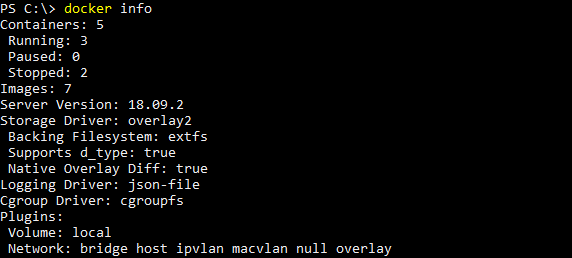 PS C:\> docker info
Containers: 5
 Running: 3
 Paused: 0
 Stopped: 2
Images: 7
Server Version: 18.09.2
Storage Driver: overlay2
 Backing Filesystem: extfs
 Supports d_type: true
 Native Overlay Diff: true
Logging Driver: json-file
Cgroup Driver: cgroupfs
Plugins:
 Volume: local
 Network: bridge host ipvlan macvlan null overlay